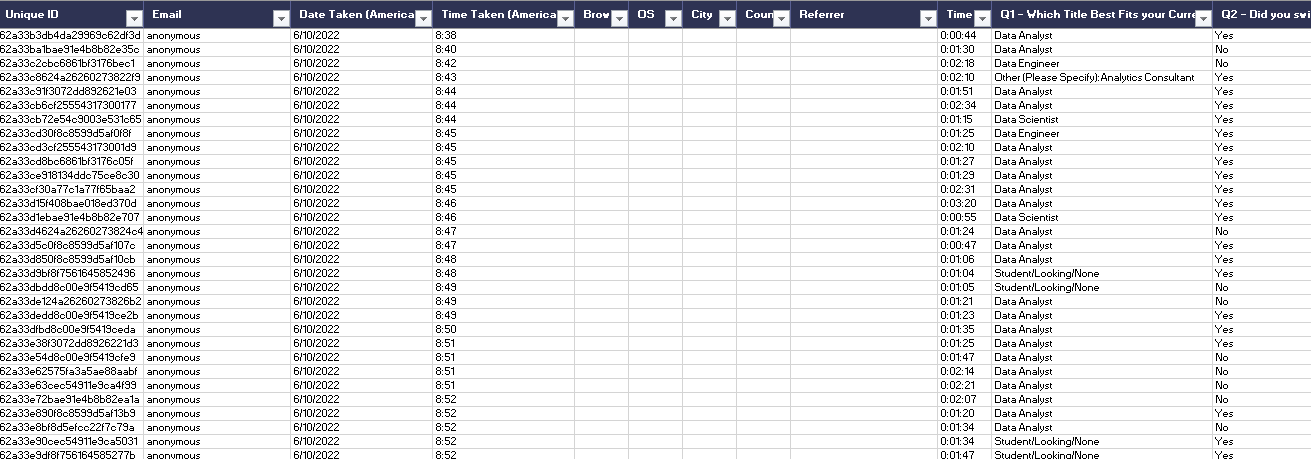 Unique ID Email Date Taken (America Time Taken (America Brow OS City Coun Referrer Time Q1 - Which Title Best Fits your Curre Q2 - Did you swi
62a33b3db4da29969c62df3d anonymous 6/10/2022 8:38 0:00:44 Data Analyst Yes
62a33ba1bae91e4b8b82e35c anonymous 6/10/2022 8:40 0:01:30 Data Analyst No
62a33c2cbc6861bf3176bec1 anonymous 6/10/2022 8:42 0:02:18 Data Engineer No
62a33c8624a26260273822f9 anonymous 6/10/2022 8:43 0:02:10 Other (Please Specify):Analytics Consultant Yes
62a33c91f3072dd892621e03 anonymous 6/10/2022 8:44 0:01:51 Data Analyst Yes
62a33cb6cf25554317300177 anonymous 6/10/2022 8:44 0:02:34 Data Analyst Yes
62a33cb72e54c9003e531c65 anonymous 6/10/2022 8:44 0:01:15 Data Scientist Yes
62a33cd30f8c8599d5af0f8f anonymous 6/10/2022 8:45 0:01:25 Data Engineer Yes
62a33cd3cf255543173001d9 anonymous 6/10/2022 8:45 0:02:10 Data Analyst Yes
62a33cd8bc6861bf3176c05f anonymous 6/10/2022 8:45 0:01:27 Data Analyst Yes
62a33ce918134ddc75ce8c30 anonymous 6/10/2022 8:45 0:01:29 Data Analyst Yes
62a33cf30a77c1a77f65baa2 anonymous 6/10/2022 8:45 0:02:31 Data Analyst Yes
62a33d15f408bae018ed370d anonymous 6/10/2022 8:46 0:03:20 Data Analyst Yes
62a33d1ebae91e4b8b82e707 anonymous 6/10/2022 8:46 0:00:55 Data Scientist Yes
62a33d4624a26260273824c4 anonymous 6/10/2022 8:47 0:01:24 Data Analyst No
62a33d5c0f8c8599d5af107c anonymous 6/10/2022 8:47 0:00:47 Data Analyst Yes
62a33d850f8c8599d5af10cb anonymous 6/10/2022 8:48 0:01:06 Data Analyst Yes
62a33d9bf8f7561645852496 anonymous 6/10/2022 8:48 0:01:04 Student/Looking/None Yes
62a33dbdd8c00e9f5419cd65 anonymous 6/10/2022 8:49 0:01:05 Student/Looking/None No
62a33de124a26260273826b2 anonymous 6/10/2022 8:49 0:01:21 Data Analyst No
62a33dedd8c00e9f5419ce2b anonymous 6/10/2022 8:49 0:01:23 Data Analyst Yes
62a33dfbd8c00e9f5419ceda anonymous 6/10/2022 8:50 0:01:35 Data Analyst Yes
62a33e38f3072dd8926221d3 anonymous 6/10/2022 8:51 0:01:25 Data Analyst Yes
62a33e54d8c00e9f5419cfe9 anonymous 6/10/2022 8:51 0:01:47 Data Analyst No
62a33e62575fa3a5ae88aabf anonymous 6/10/2022 8:51 0:02:14 Data Analyst No
62a33e63cec54911e9ca4f99 anonymous 6/10/2022 8:51 0:02:21 Data Analyst No
62a33e72bae91e4b8b82ea1a anonymous 6/10/2022 8:52 0:02:07 Data Analyst No
62a33e890f8c8599d5af13b9 anonymous 6/10/2022 8:52 0:01:20 Data Analyst Yes
62a33e8bf8d5efcc22f7c79a anonymous 6/10/2022 8:52 0:01:34 Data Analyst No
62a33e90cec54911e9ca5031 anonymous 6/10/2022 8:52 0:01:34 Student/Looking/None Yes
62a33e9df8f756164585277b anonymous 6/10/2022 8:52 0:01:47 Student/Looking/None Yes